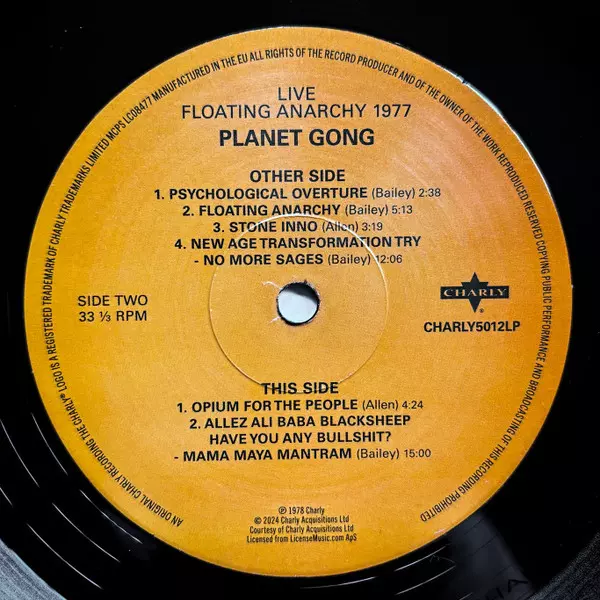 AN ORIGINAL CHARLY RECORDING THE CHARLY® LOGO IS A REGISTERED TRADEMARK OF CHARLY TRADEMARKS LIMITED MCPS LC08477 MANUFACTURED IN THE EU ALL RIGHTS OF THE RECORD PRODUCER AND OF THE OWNER OF THE WORK REPRODUCED RESERVED COPYING PUBLIC PERFORMANCE AND BROADCASTING OF THIS RECORDING PROHIBITED
LIVE
FLOATING ANARCHY 1977
PLANET GONG
OTHER SIDE
1. PSYCHOLOGICAL OVERTURE (Bailey) 2:38
2. FLOATING ANARCHY (Bailey) 5:13
3. STONE INNO (Allen) 3:19
4. NEW AGE TRANSFORMATION TRY
- NO MORE SAGES (Bailey) 12:06
SIDE TWO
33 ⅓ RPM
CHARLY®
CHARLY5012LP
THIS SIDE
1. OPIUM FOR THE PEOPLE (Allen) 4:24
2. ALLEZ ALI BABA BLACKSHEEP
HAVE YOU ANY BULLSHIT?
- MAMA MAYA MANTRAM (Bailey) 15:00
℗ 1978 Charly
© 2024 Charly Acquisitions Ltd
Courtesy of Charly Acquisitions Ltd
Licensed from LicenseMusic.com ApS